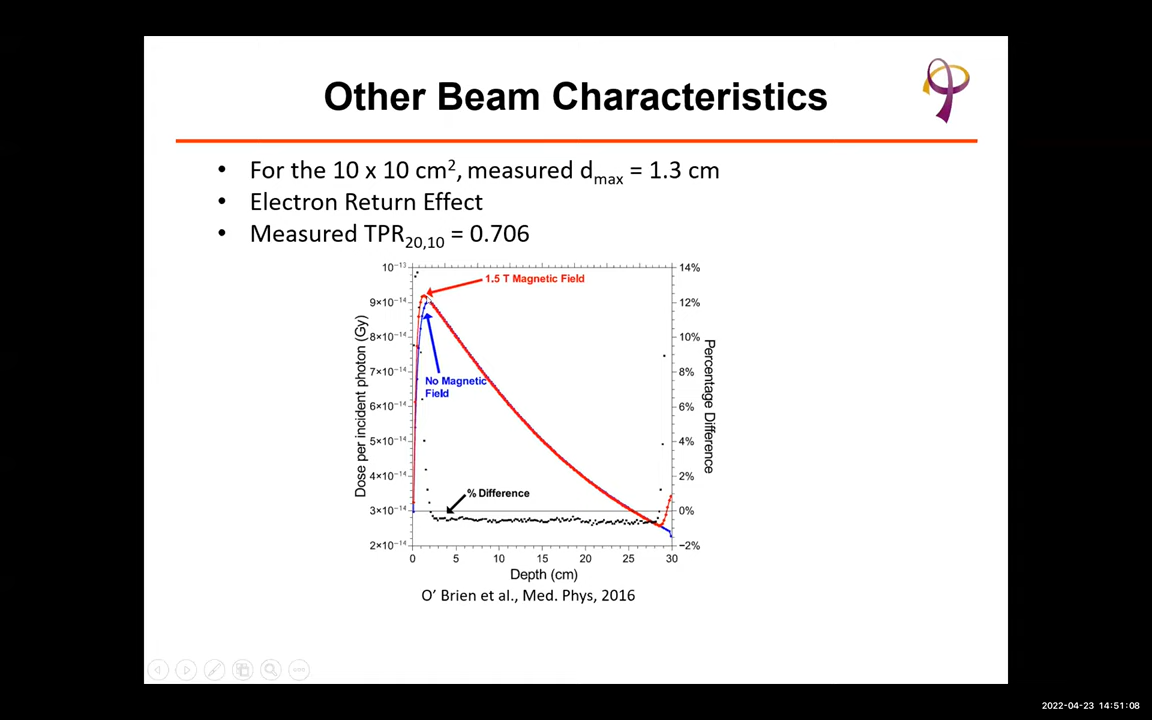 Other Beam Characteristics
• For the 10 x 10 cm², measured dmax = 1.3 cm
• Electron Return Effect
• Measured TPR20,10 = 0.706
10⁻¹³
9×10⁻¹⁴
8×10⁻¹⁴
7×10⁻¹⁴
6×10⁻¹⁴
5×10⁻¹⁴
4×10⁻¹⁴
3×10⁻¹⁴
2×10⁻¹⁴
Dose per incident photon (Gy)
1.5 T Magnetic Field
No Magnetic
Field
% Difference
14%
12%
10%
8%
6%
4%
2%
0%
−2%
Percentage Difference
0 5 10 15 20 25 30
Depth (cm)
O’ Brien et al., Med. Phys, 2016
2022-04-23 14:51:08